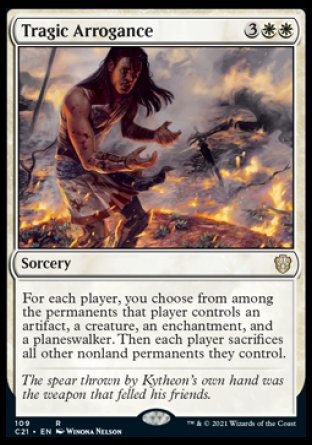 Tragic Arrogance 3
Sorcery
For each player, you choose from among
the permanents that player controls an
artifact, a creature, an enchantment, and
a planeswalker. Then each player sacrifices
all other nonland permanents they control.
The spear thrown by Kytheon's own hand was
the weapon that felled his friends.
109 R
C21 • EN Winona Nelson ™ & © 2021 Wizards of the Coast